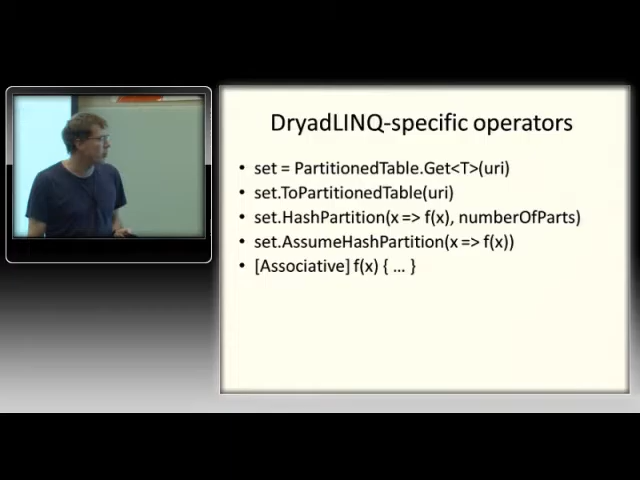 DryadLINQ-specific operators
• set = PartitionedTable.Get<T>(uri)
• set.ToPartitionedTable(uri)
• set.HashPartition(x => f(x), numberOfParts)
• set.AssumeHashPartition(x => f(x))
• [Associative] f(x) { ... }